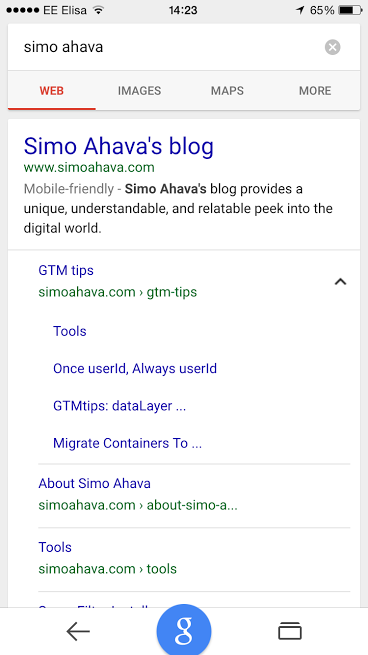 EE Elisa 14:23 65%
simo ahava
WEB IMAGES MAPS MORE
Simo Ahava's blog
www.simoahava.com
Mobile-friendly - Simo Ahava's blog provides a
unique, understandable, and relatable peek into the
digital world.
GTM tips
simoahava.com › gtm-tips
Tools
Once userId, Always userId
GTMtips: dataLayer ...
Migrate Containers To ...
About Simo Ahava
simoahava.com › about-simo-a...
Tools
simoahava.com › tools
g